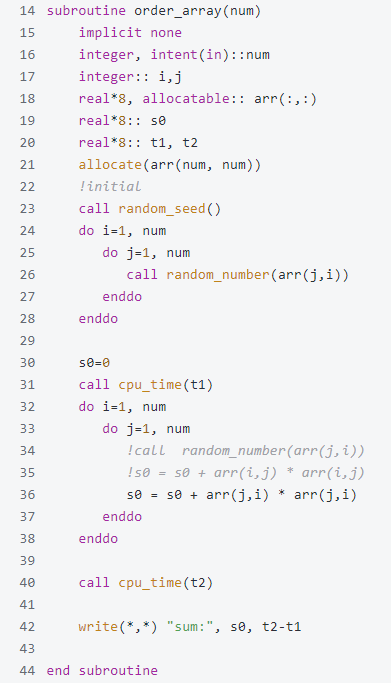 14 subroutine order_array(num)
15     implicit none
16     integer, intent(in)::num
17     integer:: i,j
18     real*8, allocatable:: arr(:,:)
19     real*8:: s0
20     real*8:: t1, t2
21     allocate(arr(num, num))
22     !initial
23     call random_seed()
24     do i=1, num
25        do j=1, num
26           call random_number(arr(j,i))
27        enddo
28     enddo
29
30     s0=0
31     call cpu_time(t1)
32     do i=1, num
33        do j=1, num
34           !call  random_number(arr(j,i))
35           !s0 = s0 + arr(i,j) * arr(i,j)
36           s0 = s0 + arr(j,i) * arr(j,i)
37        enddo
38     enddo
39
40     call cpu_time(t2)
41
42     write(*,*) "sum:", s0, t2-t1
43
44 end subroutine